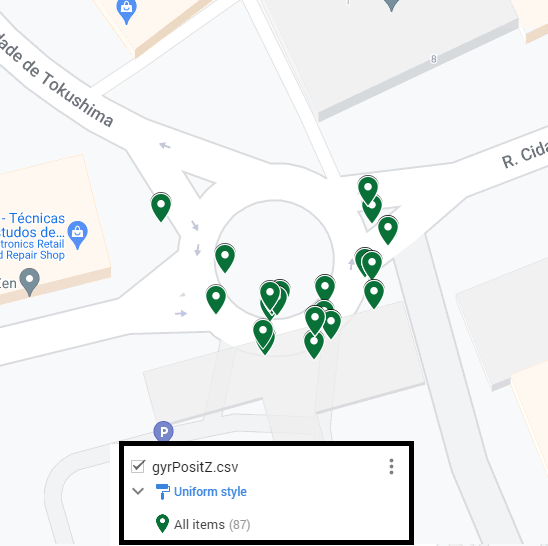 dade de Tokushima
8
R. Cida
- Técnicas
studos de...
ctronics Retail
d Repair Shop
Zen
P
gyrPositZ.csv
Uniform style
All items (87)